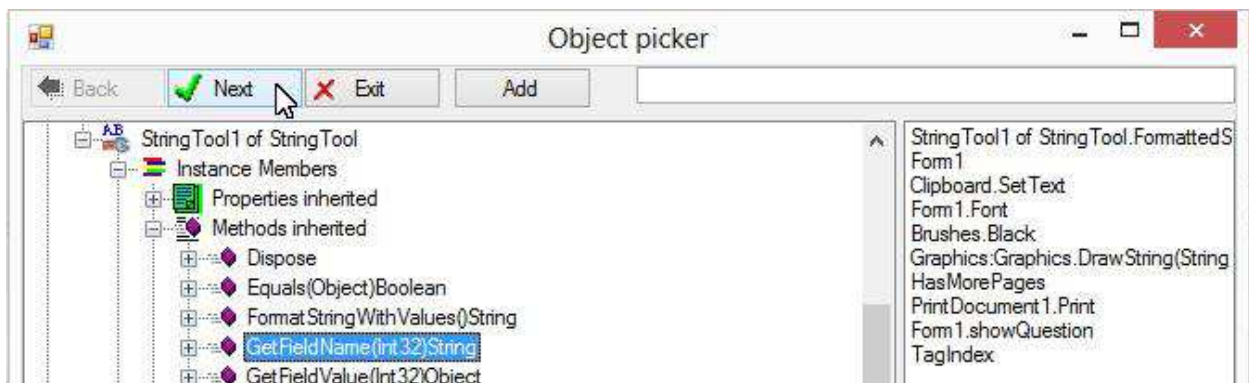 Object picker
Back Next Exit Add
StringTool1 of StringTool
Instance Members
Properties inherited
Methods inherited
Dispose
Equals(Object)Boolean
FormatStringWithValues()String
GetFieldName(Int32)String
GetFieldValue(Int32)Object
StringTool1 of StringTool.FormattedS
Form1
Clipboard.SetText
Form1.Font
Brushes.Black
Graphics:Graphics.DrawString(String
HasMorePages
PrintDocument1.Print
Form1.showQuestion
TagIndex